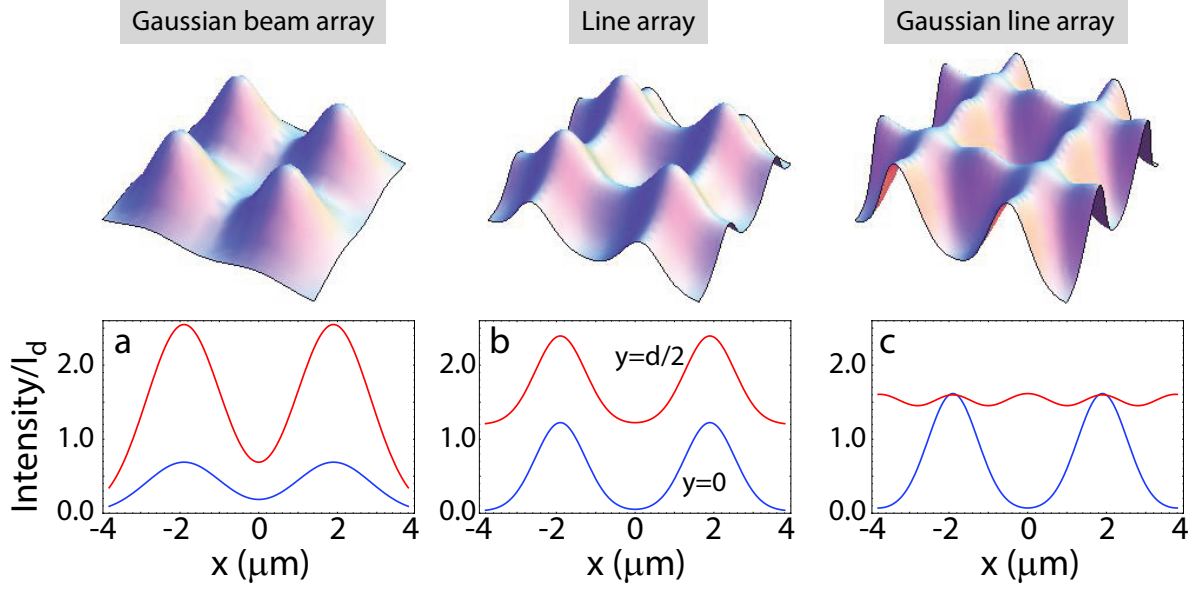 Gaussian beam array
Line array
Gaussian line array
Intensity/I_d
a
2.0
1.0
0.0
-4 -2 0 2 4
x (μm)
b
y=d/2
y=0
2.0
1.0
0.0
-4 -2 0 2 4
x (μm)
c
2.0
1.0
0.0
-4 -2 0 2 4
x (μm)